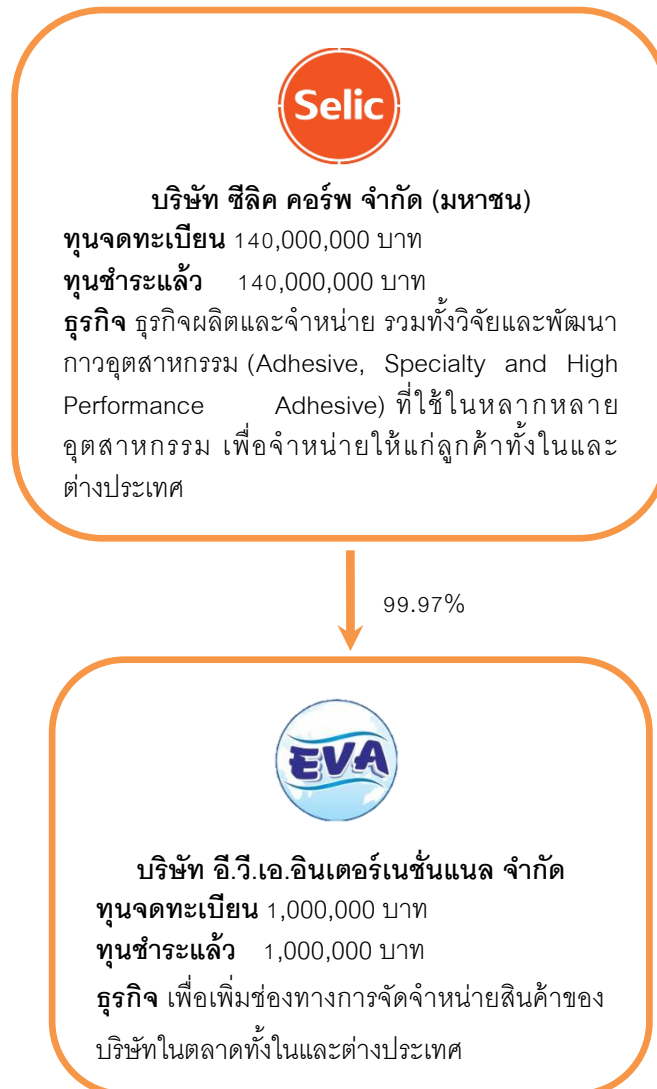 Selic
บริษัท ซีลิค คอร์พ จำกัด (มหาชน)
ทุนจดทะเบียน 140,000,000 บาท
ทุนชำระแล้ว 140,000,000 บาท
ธุรกิจ ธุรกิจผลิตและจำหน่าย รวมทั้งวิจัยและพัฒนา
กาวอุตสาหกรรม (Adhesive, Specialty and High
Performance Adhesive) ที่ใช้ในหลากหลาย
อุตสาหกรรม เพื่อจำหน่ายให้แก่ลูกค้าทั้งในและ
ต่างประเทศ
99.97%
EVA
บริษัท อี.วี.เอ.อินเตอร์เนชั่นแนล จำกัด
ทุนจดทะเบียน 1,000,000 บาท
ทุนชำระแล้ว 1,000,000 บาท
ธุรกิจ เพื่อเพิ่มช่องทางการจัดจำหน่ายสินค้าของ
บริษัทในตลาดทั้งในและต่างประเทศ